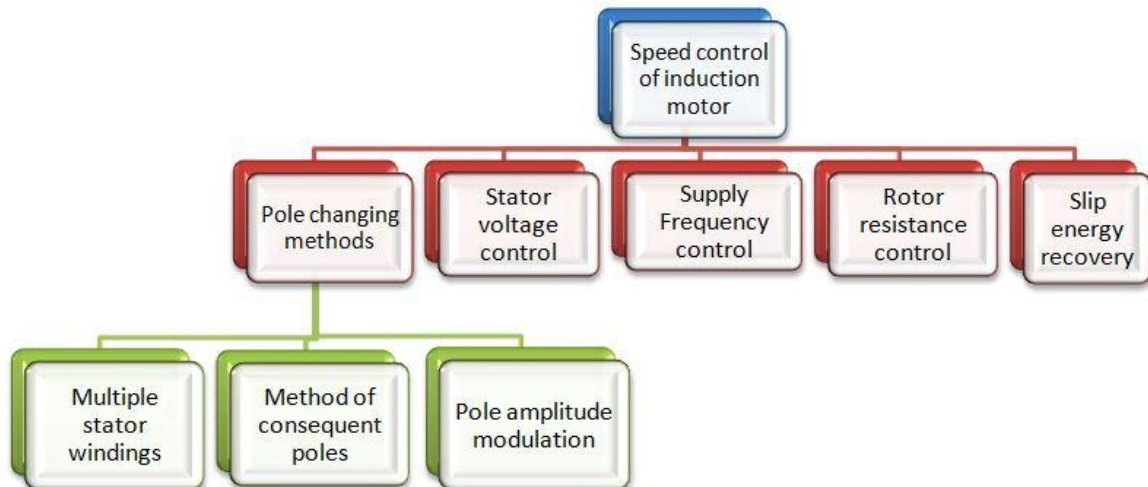 Speed control
of induction
motor
Pole changing
methods
Stator
voltage
control
Supply
Frequency
control
Rotor
resistance
control
Slip
energy
recovery
Multiple
stator
windings
Method of
consequent
poles
Pole amplitude
modulation